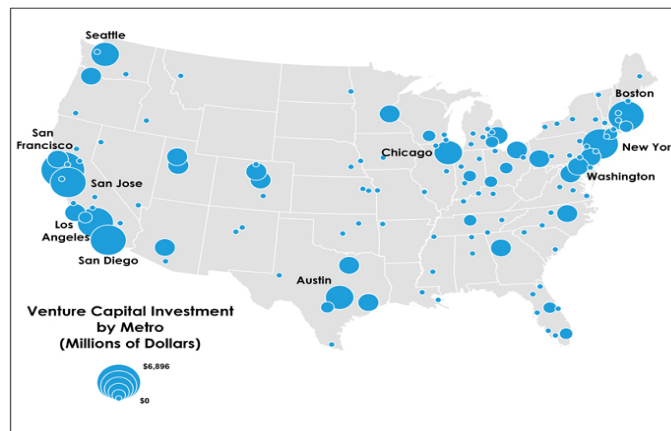 Seattle
Boston
San
Francisco
Chicago
New Yor
San Jose
Washington
Los
Angeles
San Diego
Austin
Venture Capital Investment
by Metro
(Millions of Dollars)
$6,896
$0